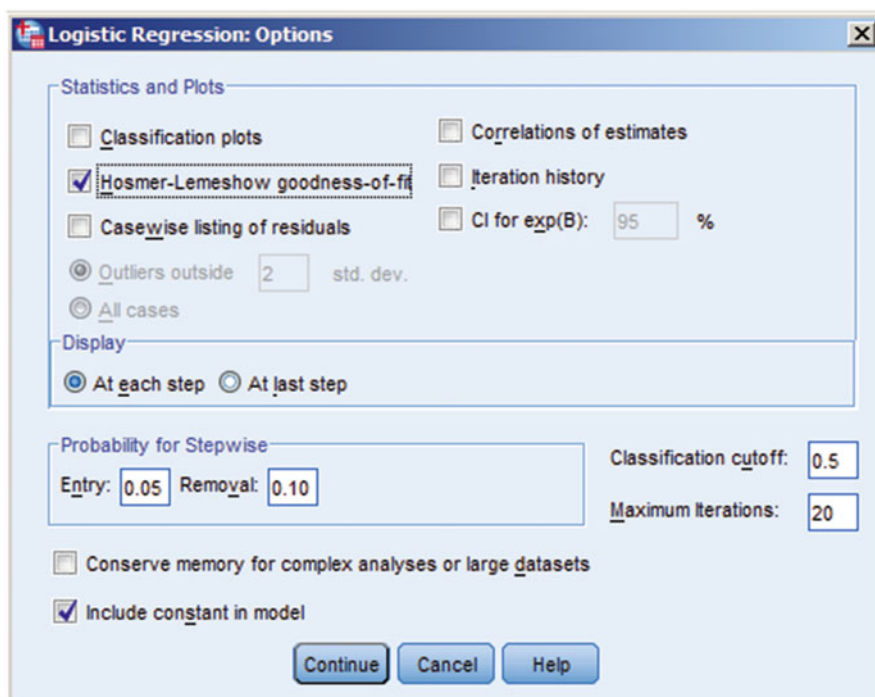 Logistic Regression: Options
Statistics and Plots
Classification plots
Correlations of estimates
Hosmer-Lemeshow goodness-of-fit
Iteration history
Casewise listing of residuals
CI for exp(B): 95 %
Outliers outside 2 std. dev.
All cases
Display
At each step At last step
Probability for Stepwise
Entry: 0.05 Removal: 0.10
Classification cutoff: 0.5
Maximum Iterations: 20
Conserve memory for complex analyses or large datasets
Include constant in model
Continue Cancel Help